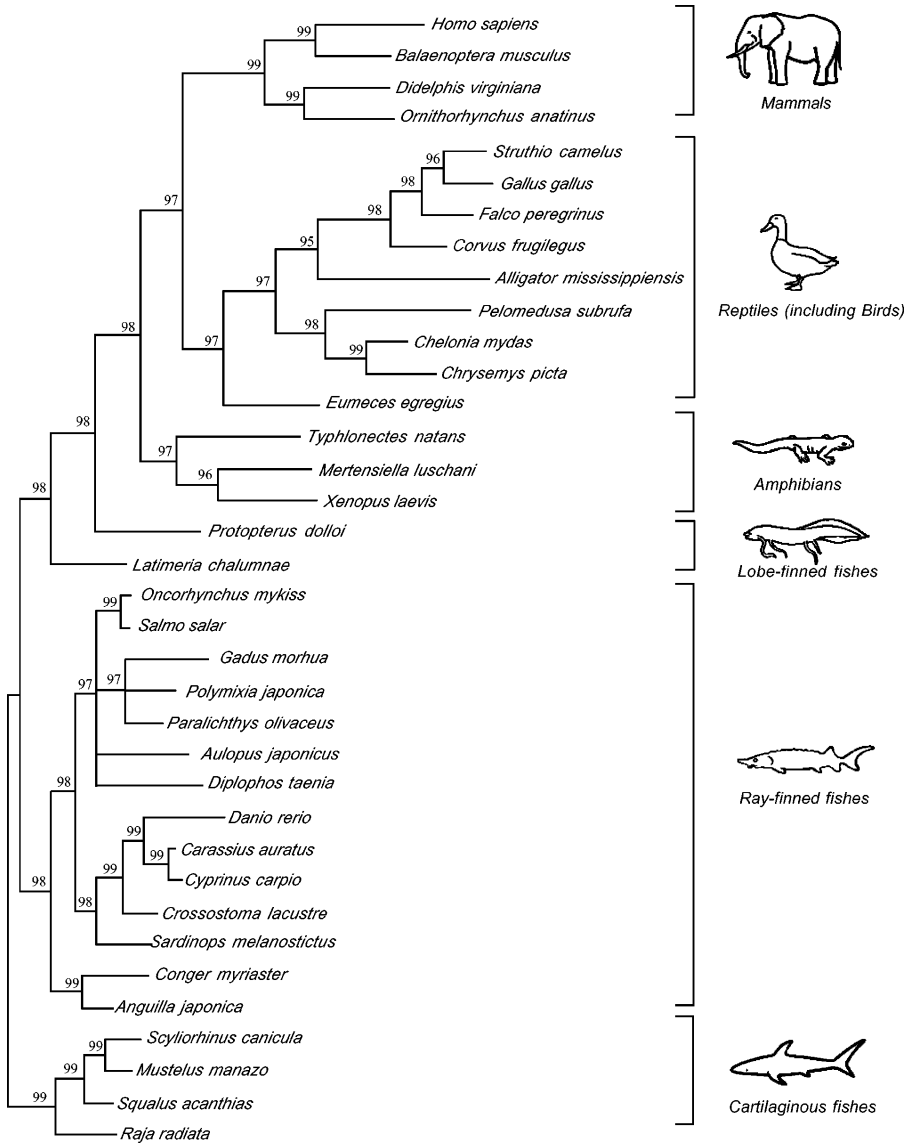 Homo sapiens
99
Balaenoptera musculus
99
Didelphis virginiana
99
Ornithorhynchus anatinus
Mammals
Struthio camelus
96
Gallus gallus
98
97
Falco peregrinus
98
Corvus frugilegus
95
Alligator mississippiensis
97
Pelomedusa subrufa
98
98
Chelonia mydas
97
99
Chrysemys picta
Eumeces egregius
Reptiles (including Birds)
98
Typhlonectes natans
97
Mertensiella luschani
96
Xenopus laevis
Amphibians
98
Protopterus dolloi
Latimeria chalumnae
Lobe-finned fishes
Oncorhynchus mykiss
99
Salmo salar
Gadus morhua
97
97
Polymixia japonica
Paralichthys olivaceus
Aulopus japonicus
98
Diplophos taenia
Danio rerio
99
Carassius auratus
99
99
Cyprinus carpio
98
98
Crossostoma lacustre
Sardinops melanostictus
Conger myriaster
99
Anguilla japonica
Ray-finned fishes
Scyliorhinus canicula
99
Mustelus manazo
99
Squalus acanthias
99
Raja radiata
Cartilaginous fishes